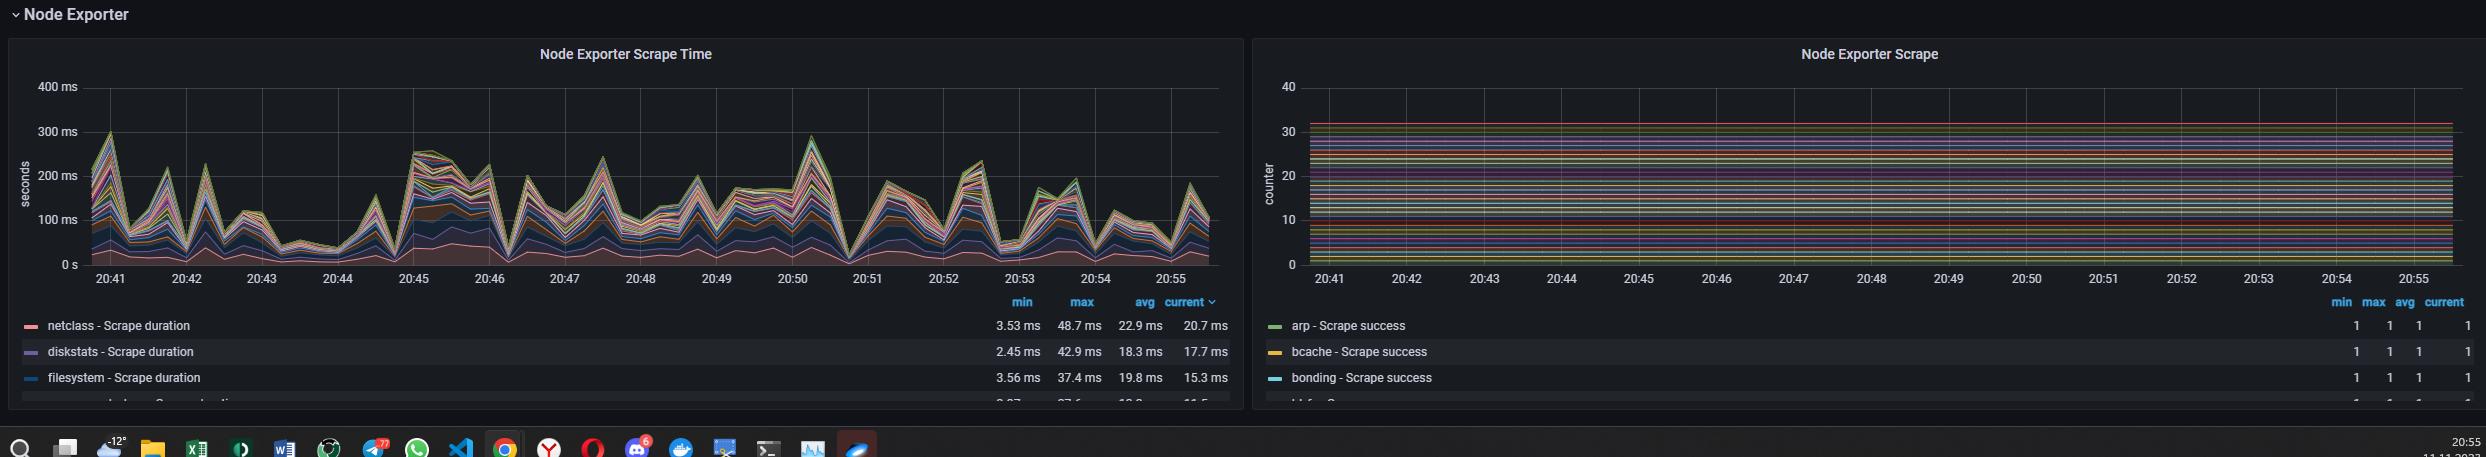 Node Exporter
Node Exporter Scrape Time
400 ms
300 ms
200 ms
100 ms
0 s
seconds
20:41 20:42 20:43 20:44 20:45 20:46 20:47 20:48 20:49 20:50 20:51 20:52 20:53 20:54 20:55
min max avg current
netclass - Scrape duration 3.53 ms 48.7 ms 22.9 ms 20.7 ms
diskstats - Scrape duration 2.45 ms 42.9 ms 18.3 ms 17.7 ms
filesystem - Scrape duration 3.56 ms 37.4 ms 19.8 ms 15.3 ms
Node Exporter Scrape
40
30
20
10
0
counter
20:41 20:42 20:43 20:44 20:45 20:46 20:47 20:48 20:49 20:50 20:51 20:52 20:53 20:54 20:55
min max avg current
arp - Scrape success 1 1 1 1
bcache - Scrape success 1 1 1 1
bonding - Scrape success 1 1 1 1
-12°
77
6
20:55